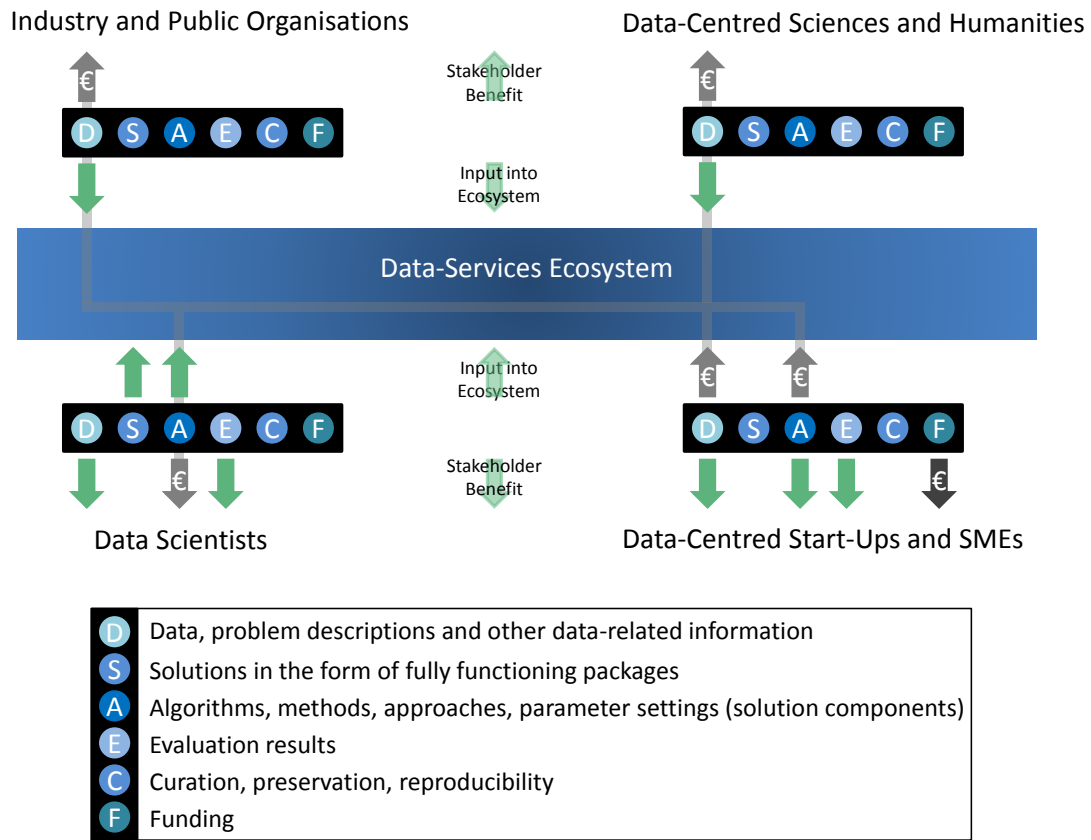 Industry and Public Organisations
Data-Centred Sciences and Humanities
€
Stakeholder
Benefit
€
D S A E C F
D S A E C F
Input into
Ecosystem
Data-Services Ecosystem
Input into
Ecosystem
€ €
D S A E C F
D S A E C F
€
Stakeholder
Benefit
€
Data Scientists
Data-Centred Start-Ups and SMEs
D Data, problem descriptions and other data-related information
S Solutions in the form of fully functioning packages
A Algorithms, methods, approaches, parameter settings (solution components)
E Evaluation results
C Curation, preservation, reproducibility
F Funding